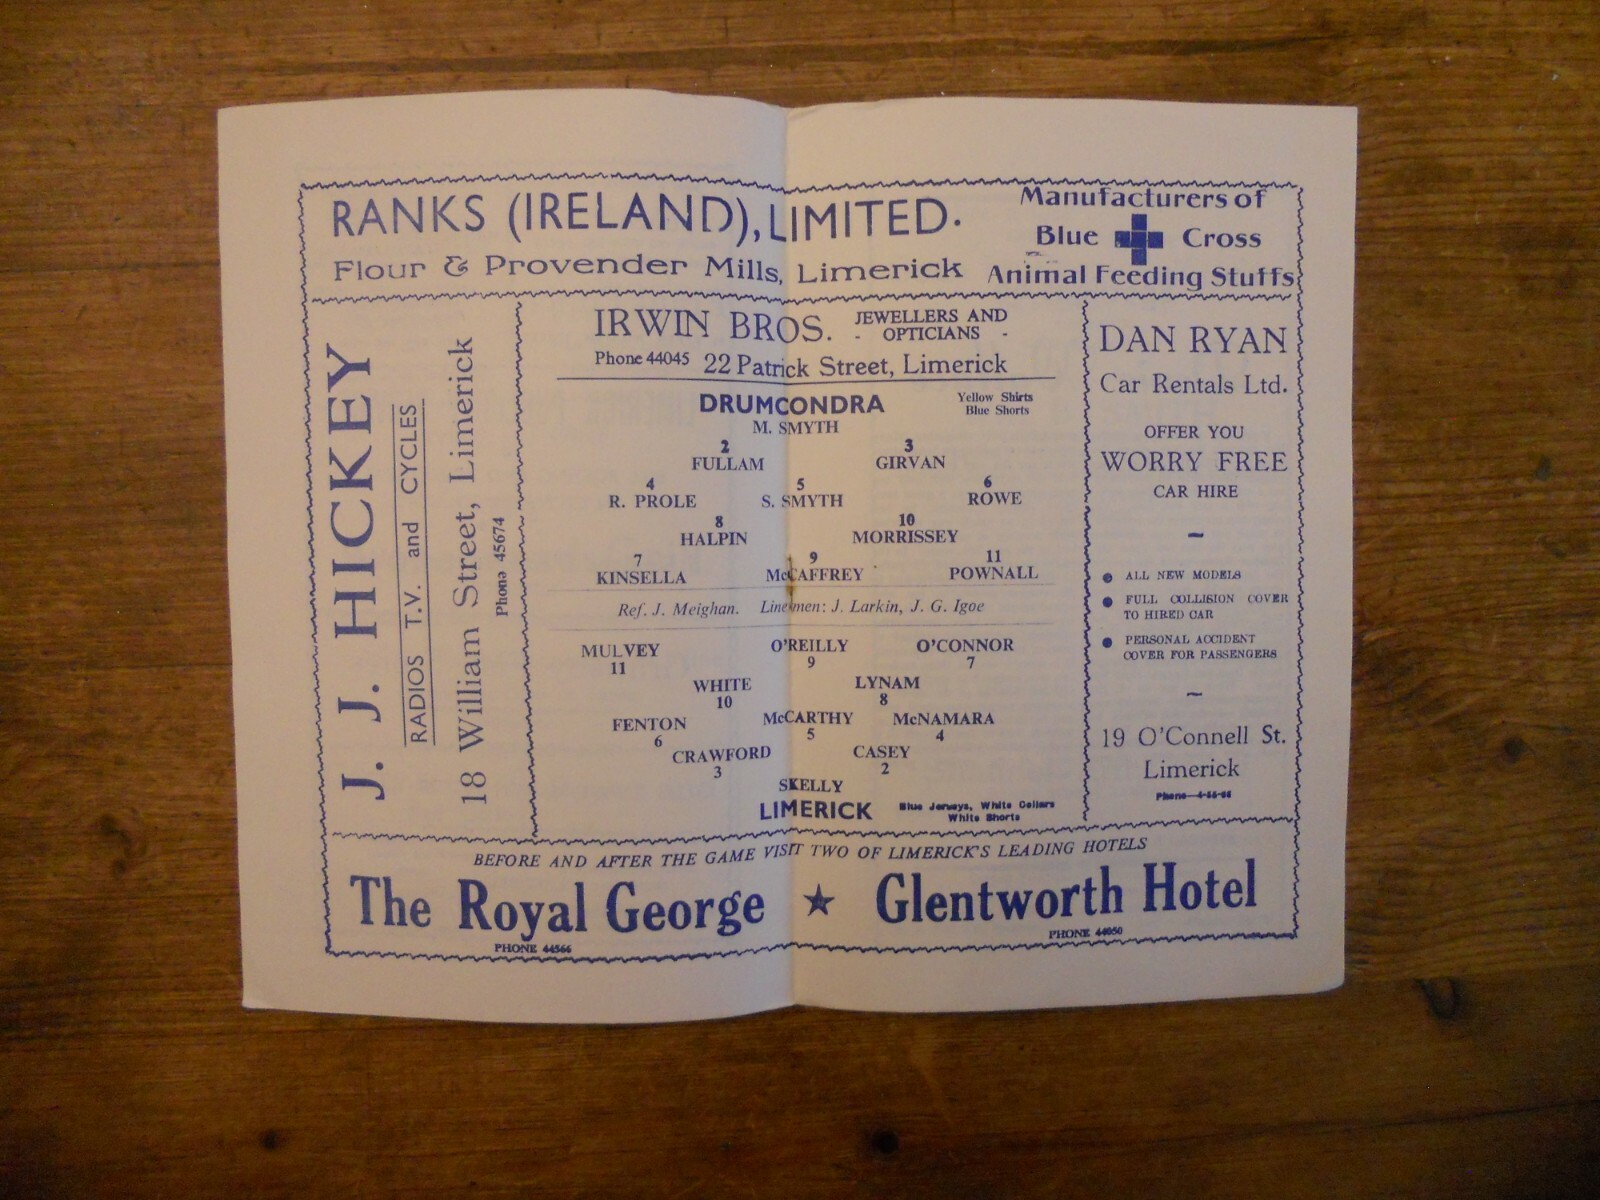 RANKS (IRELAND), LIMITED.
Flour & Provender Mills, Limerick
Manufacturers of
Blue Cross
Animal Feeding Stuffs
J. J. HICKEY
RADIOS T.V. and CYCLES
18 William Street, Limerick
Phone 45674
IRWIN BROS. JEWELLERS AND
- OPTICIANS -
Phone 44045 22 Patrick Street, Limerick
DRUMCONDRA Yellow Shirts
Blue Shorts
M. SMYTH
2 3
FULLAM GIRVAN
4 5 6
R. PROLE S. SMYTH ROWE
8 10
HALPIN MORRISSEY
7 9 11
KINSELLA McCAFFREY POWNALL
Ref. J. Meighan. Linesmen: J. Larkin, J. G. Igoe
MULVEY O'REILLY O'CONNOR
11 9 7
WHITE LYNAM
10 8
FENTON McCARTHY McNAMARA
6 5 4
CRAWFORD CASEY
3 2
SKELLY
LIMERICK Blue Jerseys, White Collars
White Shorts
DAN RYAN
Car Rentals Ltd.
OFFER YOU
WORRY FREE
CAR HIRE
~
● ALL NEW MODELS
● FULL COLLISION COVER
TO HIRED CAR
● PERSONAL ACCIDENT
COVER FOR PASSENGERS
~
19 O'Connell St.
Limerick
Phone
BEFORE AND AFTER THE GAME VISIT TWO OF LIMERICK'S LEADING HOTELS
The Royal George ★ Glentworth Hotel
PHONE 44566 PHONE 44050